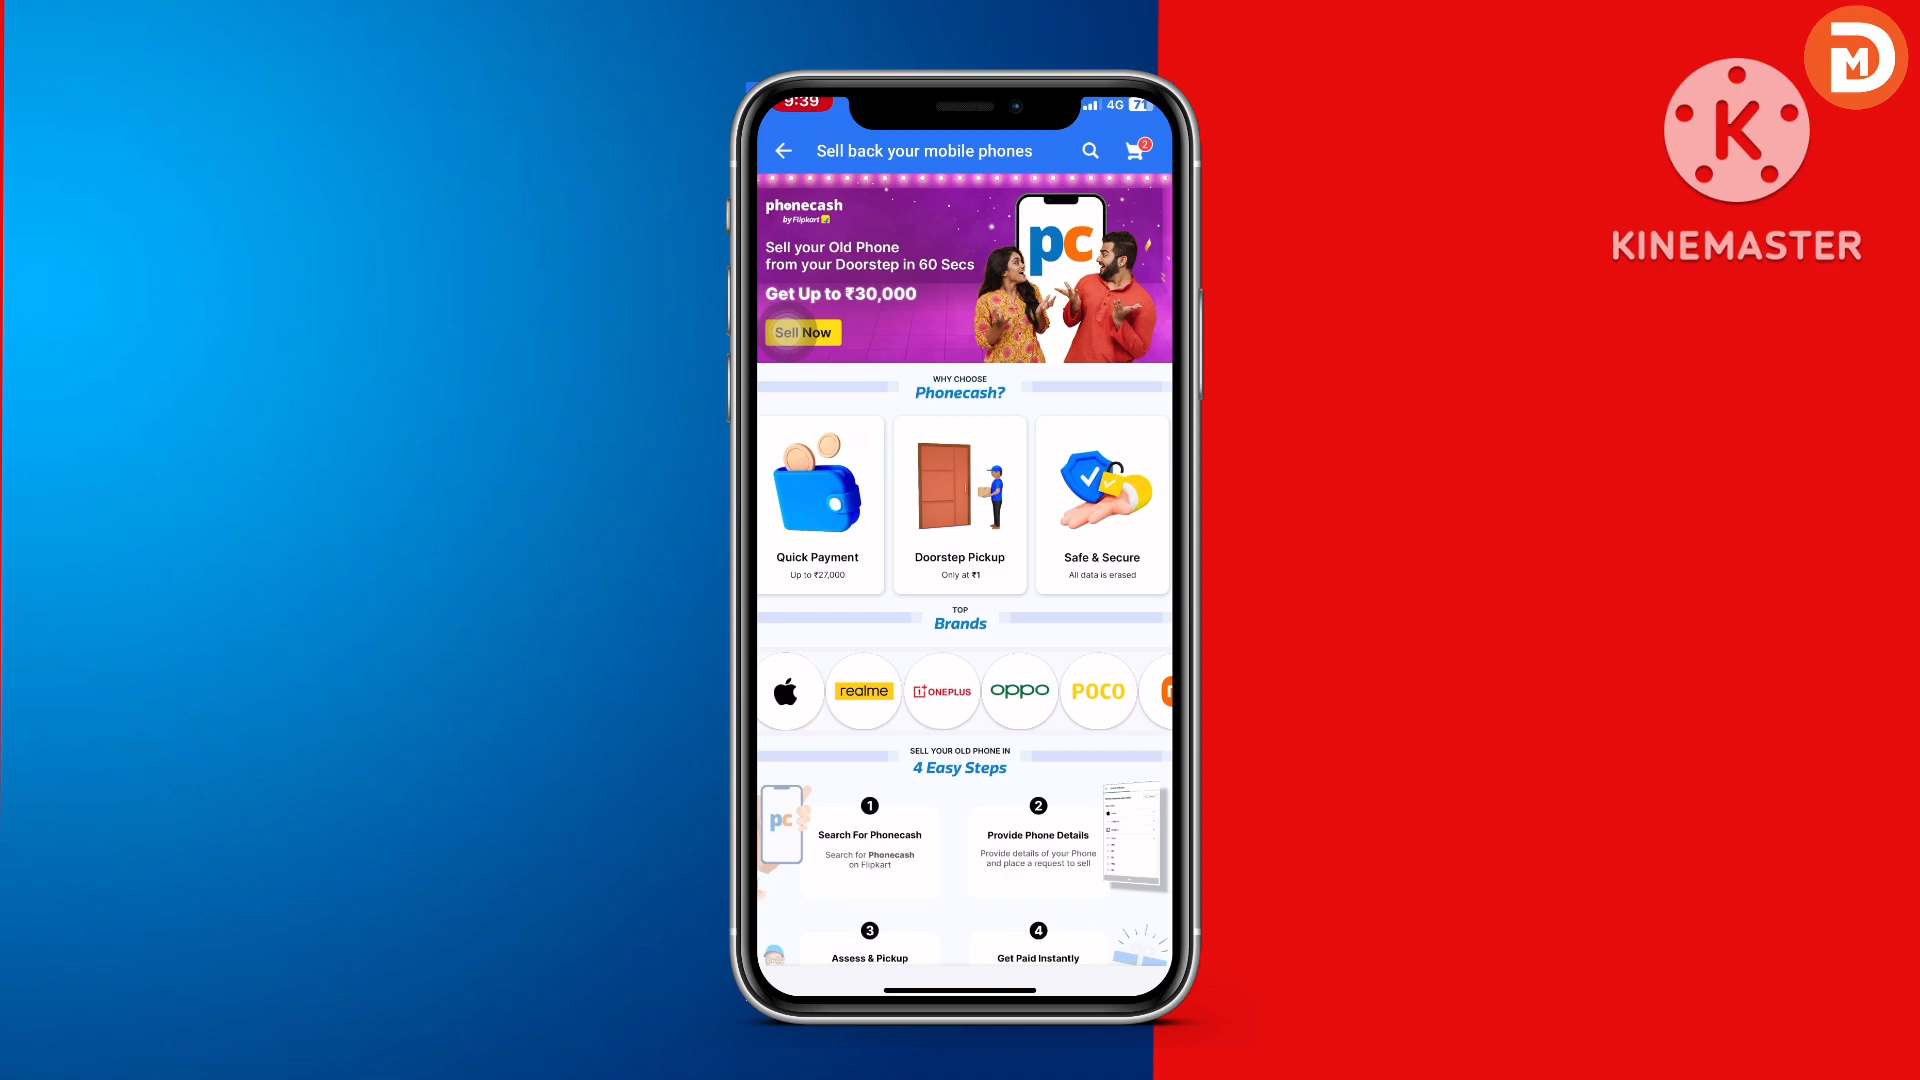 9:39
4G 71
Sell back your mobile phones
2
phonecash
by Flipkart
pc
Sell your Old Phone
from your Doorstep in 60 Secs
Get Up to ₹30,000
Sell Now
WHY CHOOSE
Phonecash?
Quick Payment
Up to ₹27,000
Doorstep Pickup
Only at ₹1
Safe & Secure
All data is erased
TOP
Brands
realme
1+ ONEPLUS
oppo
POCO
SELL YOUR OLD PHONE IN
4 Easy Steps
pc
1
Search For Phonecash
Search for Phonecash
on Flipkart
2
Provide Phone Details
Provide details of your Phone
and place a request to sell
3
Assess & Pickup
4
Get Paid Instantly
K
KINEMASTER
DM